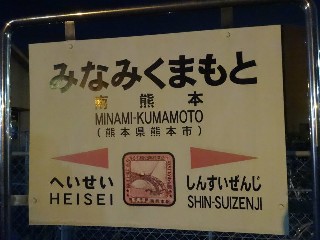 みなみくまもと
南熊本
MINAMI-KUMAMOTO
(熊本県熊本市)
へいせい しんすいぜんじ
HEISEI SHIN-SUIZENJI